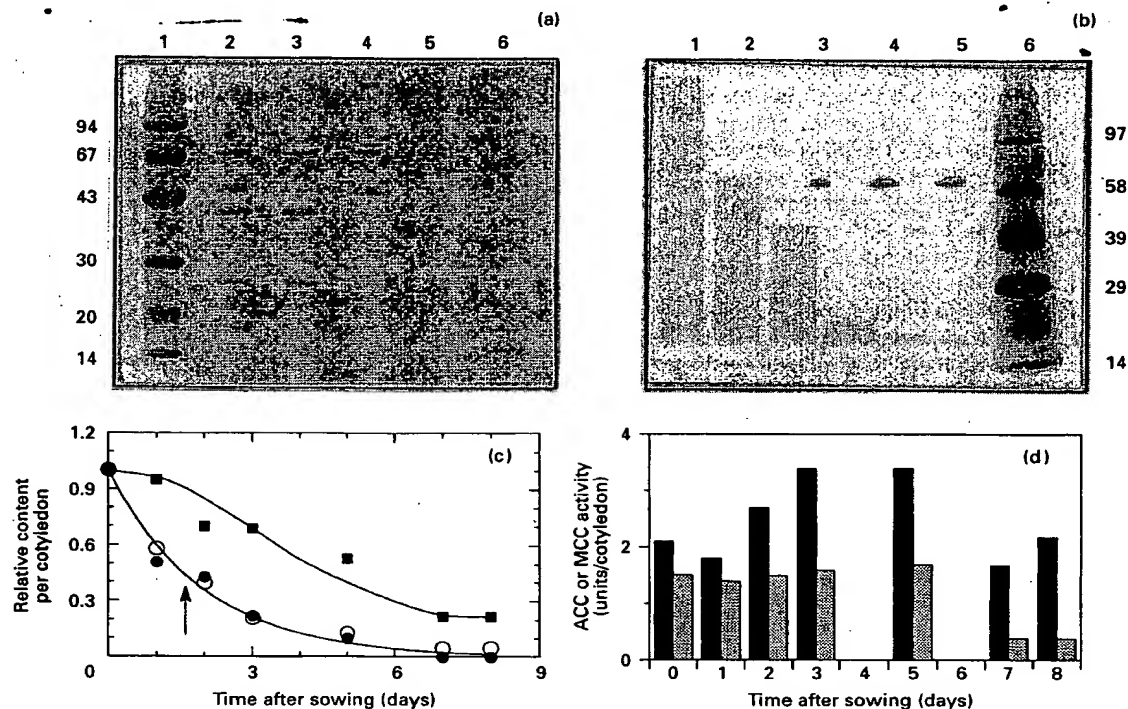 (a)
1 2 3 4 5 6
94
67
43
30
20
14
(b)
1 2 3 4 5 6
97
58
39
29
14
(c)
1.2
0.9
0.6
0.3
0
Relative content
per cotyledon
0 3 6 9
Time after sowing (days)
(d)
4
2
0
ACC or MCC activity
(units/cotyledon)
0 1 2 3 4 5 6 7 8
Time after sowing (days)